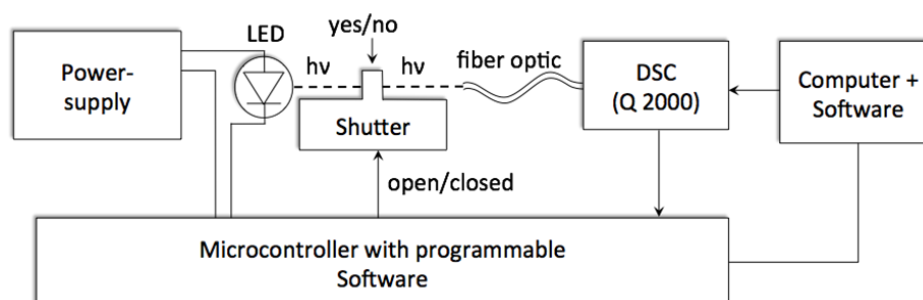 yes/no
LED
Power-
supply
hν
hν
fiber optic
DSC
(Q 2000)
Computer +
Software
Shutter
open/closed
Microcontroller with programmable
Software